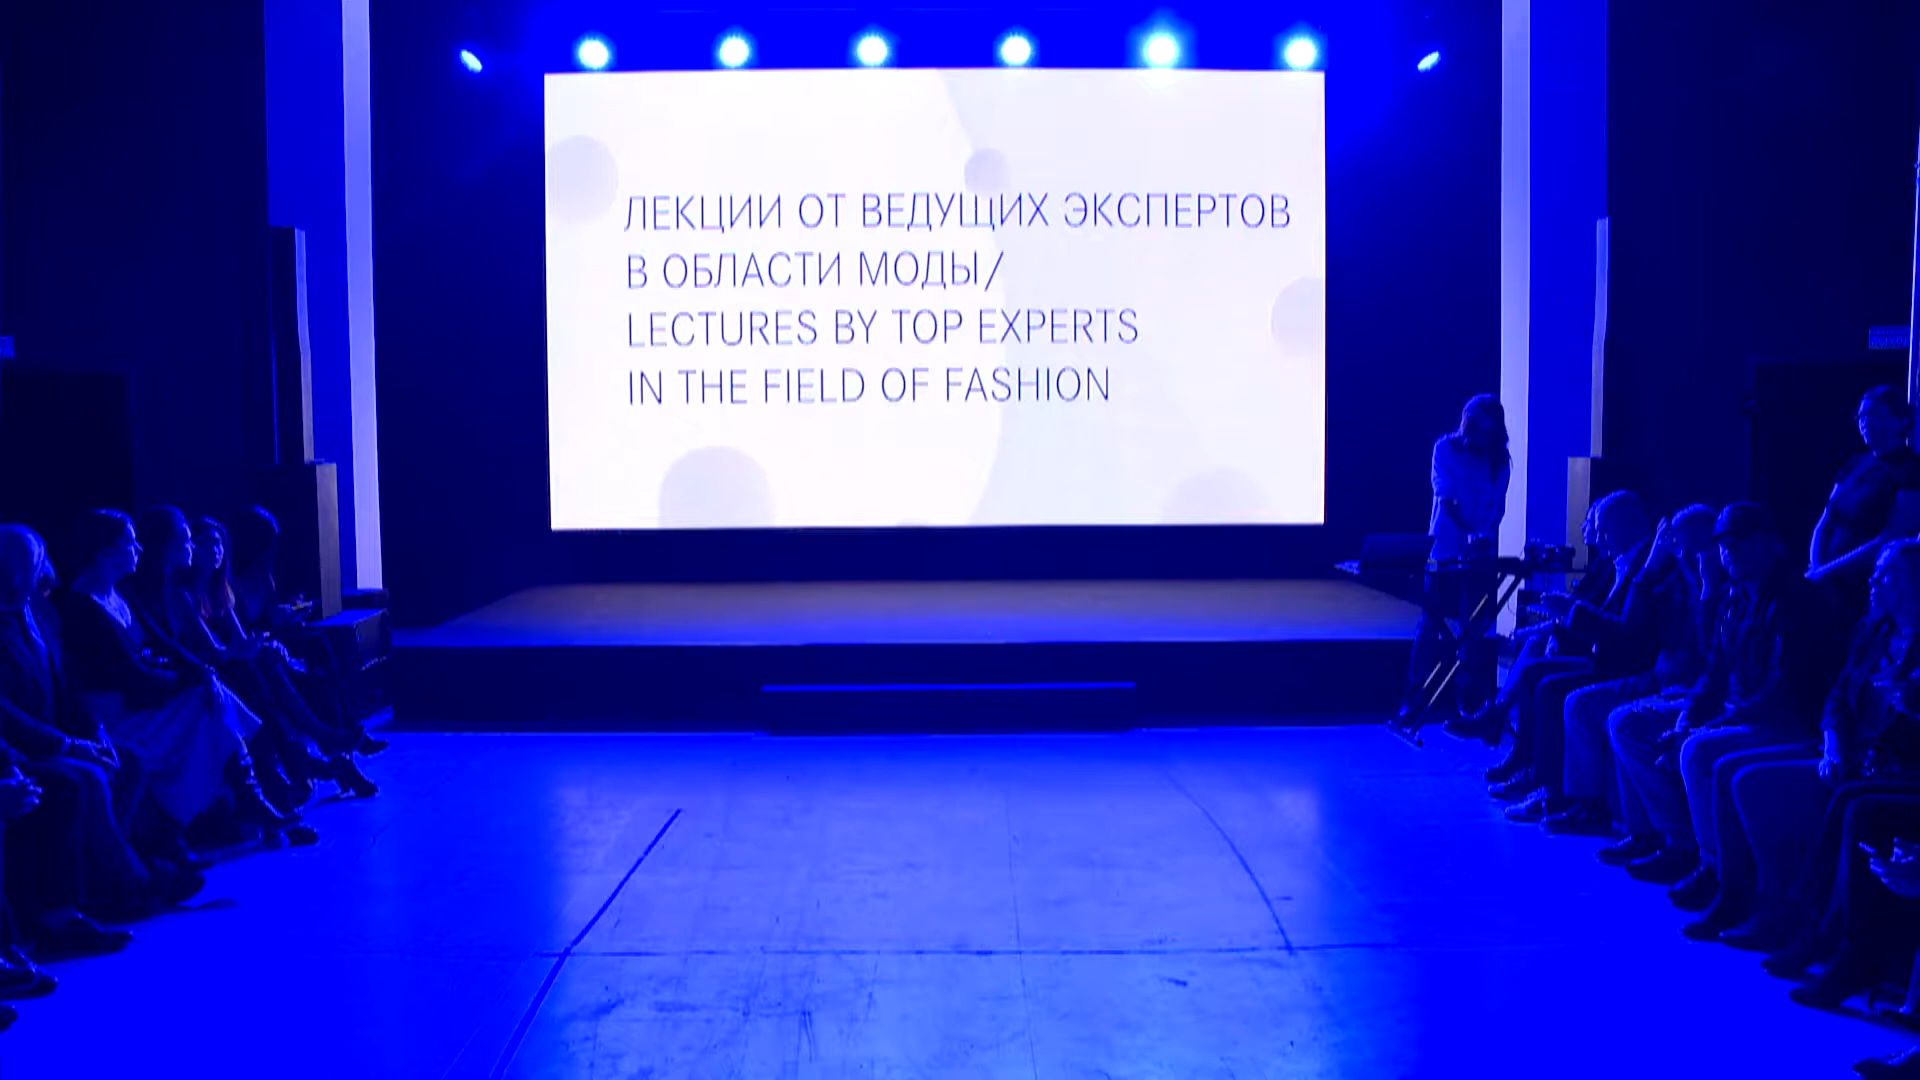 ЛЕКЦИИ ОТ ВЕДУЩИХ ЭКСПЕРТОВ
В ОБЛАСТИ МОДЫ/
LECTURES BY TOP EXPERTS
IN THE FIELD OF FASHION